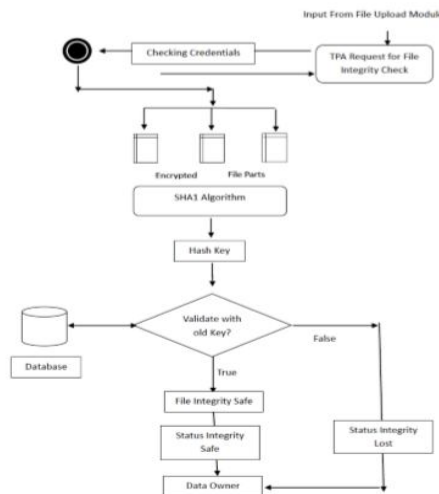 Input From File Upload Module
Checking Credentials
TPA Request for File
Integrity Check
Encrypted
File Parts
SHA1 Algorithm
Hash Key
Validate with
old Key?
False
Database
True
File Integrity Safe
Status Integrity
Safe
Status Integrity
Lost
Data Owner